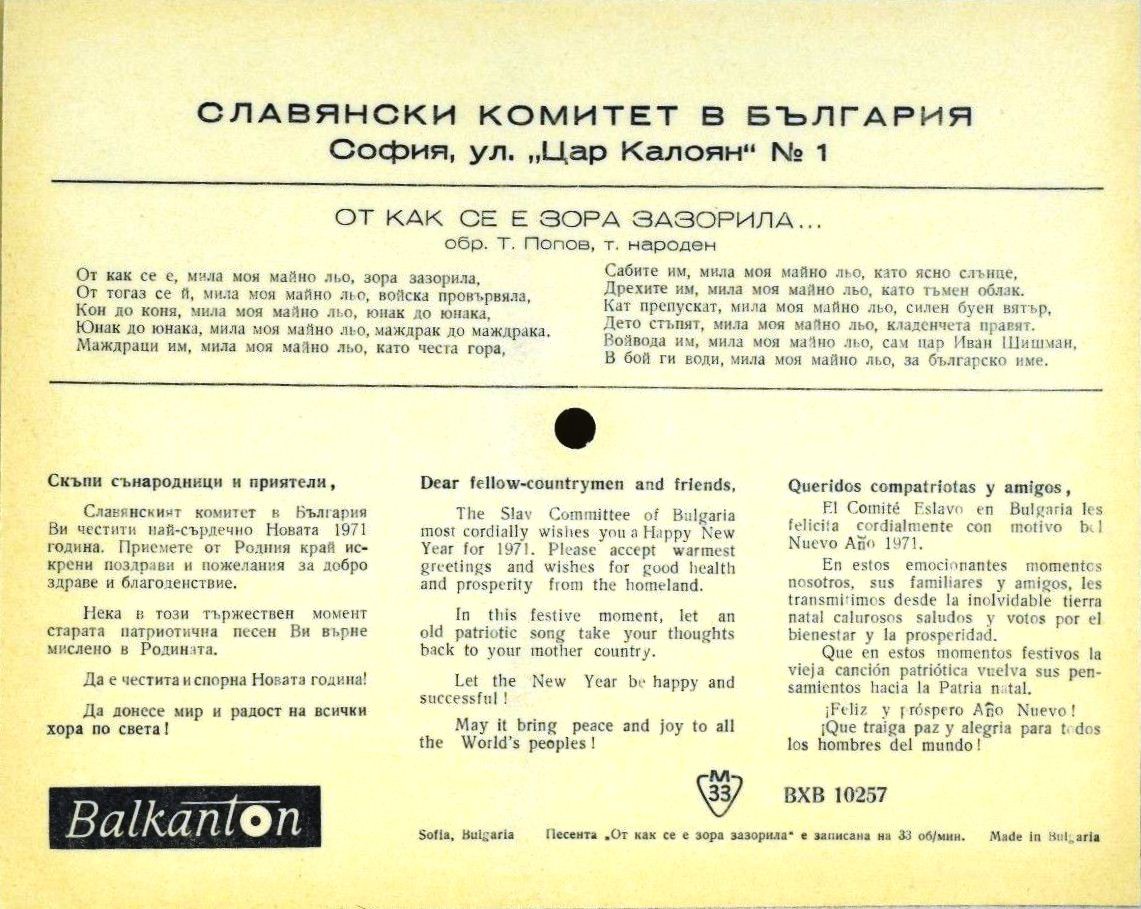 СЛАВЯНСКИ КОМИТЕТ В БЪЛГАРИЯ
София, ул. „Цар Калоян“ № 1
ОТ КАК СЕ Е ЗОРА ЗАЗОРИЛА...
обр. Т. Попов, т. народен
От как се е, мила моя майно льо, зора зазорила,
От тогаз се й, мила моя майно льо, войска провървяла,
Кон до коня, мила моя майно льо, юнак до юнака,
Юнак до юнака, мила моя майно льо, маждрак до маждрака.
Маждраци им, мила моя майно льо, като честа гора,
Сабите им, мила моя майно льо, като ясно слънце,
Дрехите им, мила моя майно льо, като тъмен облак.
Кат препускат, мила моя майно льо, силен буен вятър,
Дето стъпят, мила моя майно льо, кладенчета правят.
Войвода им, мила моя майно льо, сам цар Иван Шишман,
В бой ги води, мила моя майно льо, за българско име.
Скъпи сънародници и приятели,
Славянският комитет в България
Ви честити най-сърдечно Новата 1971
година. Приемете от Родния край ис-
крени поздрави и пожелания за добро
здраве и благоденствие.
Нека в този тържествен момент
старата патриотична песен Ви върне
мислено в Родината.
Да е честита и спорна Новата година!
Да донесе мир и радост на всички
хора по света!
Dear fellow-countrymen and friends,
The Slav Committee of Bulgaria
most cordially wishes you a Happy New
Year for 1971. Please accept warmest
greetings and wishes for good health
and prosperity from the homeland.
In this festive moment, let an
old patriotic song take your thoughts
back to your mother country.
Let the New Year be happy and
successful!
May it bring peace and joy to all
the World's peoples!
Queridos compatriotas y amigos,
El Comité Eslavo en Bulgaria les
felicita cordialmente con motivo
Nuevo Año 1971.
En estos emocionantes momentos
nosotros, sus familiares y amigos, les
transmitimos desde la inolvidable tierra
natal calurosos saludos y votos por el
bienestar y la prosperidad.
Que en estos momentos festivos la
vieja canción patriótica vuelva sus pen-
samientos hacia la Patria natal.
¡Feliz y próspero Año Nuevo!
¡Que traiga paz y alegria para todos
los hombres del mundo!
Balkanton
М
33
ВХВ 10257
Sofia, Bulgaria Песента „От как се е зора зазорила“ е записана на 33 об/мин. Made in Bulgaria